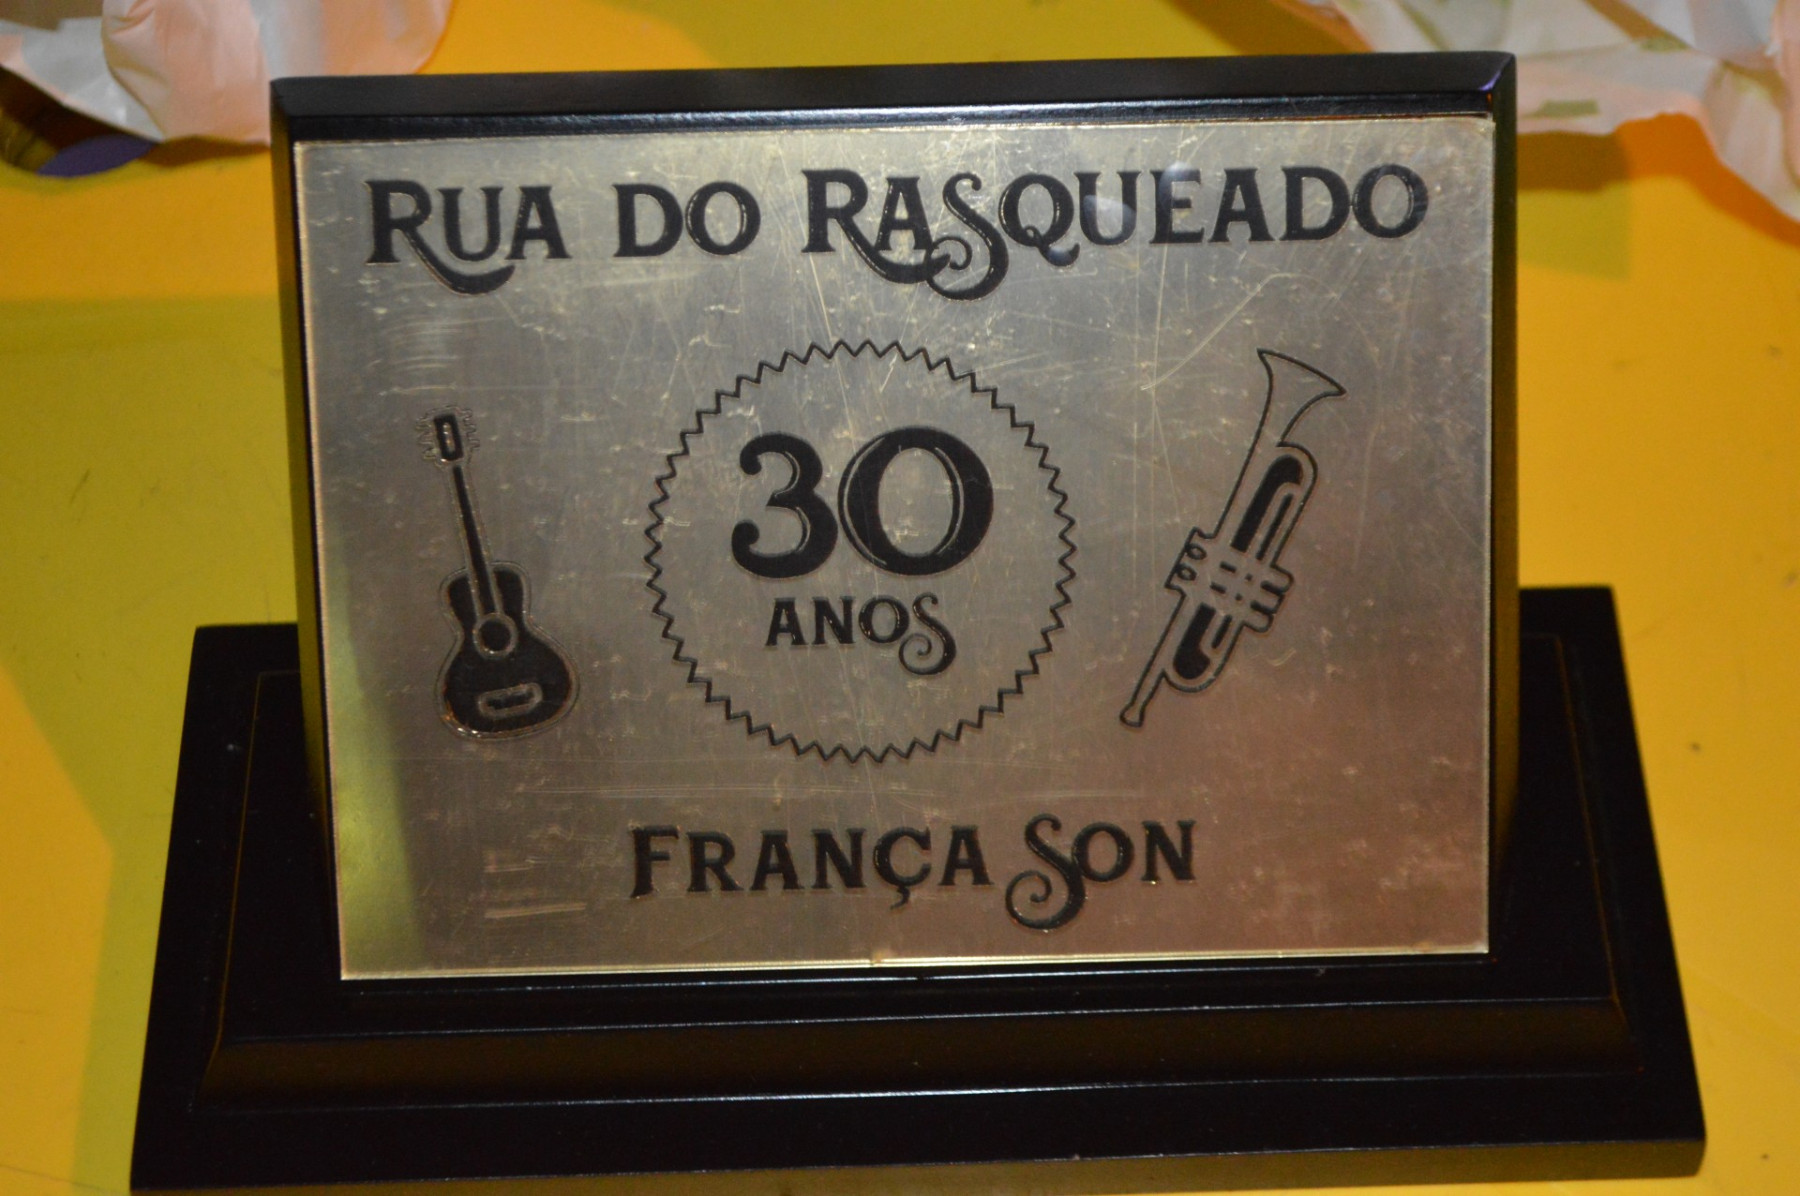 RUA DO RASQUEADO
30
ANOS
FRANÇA SON